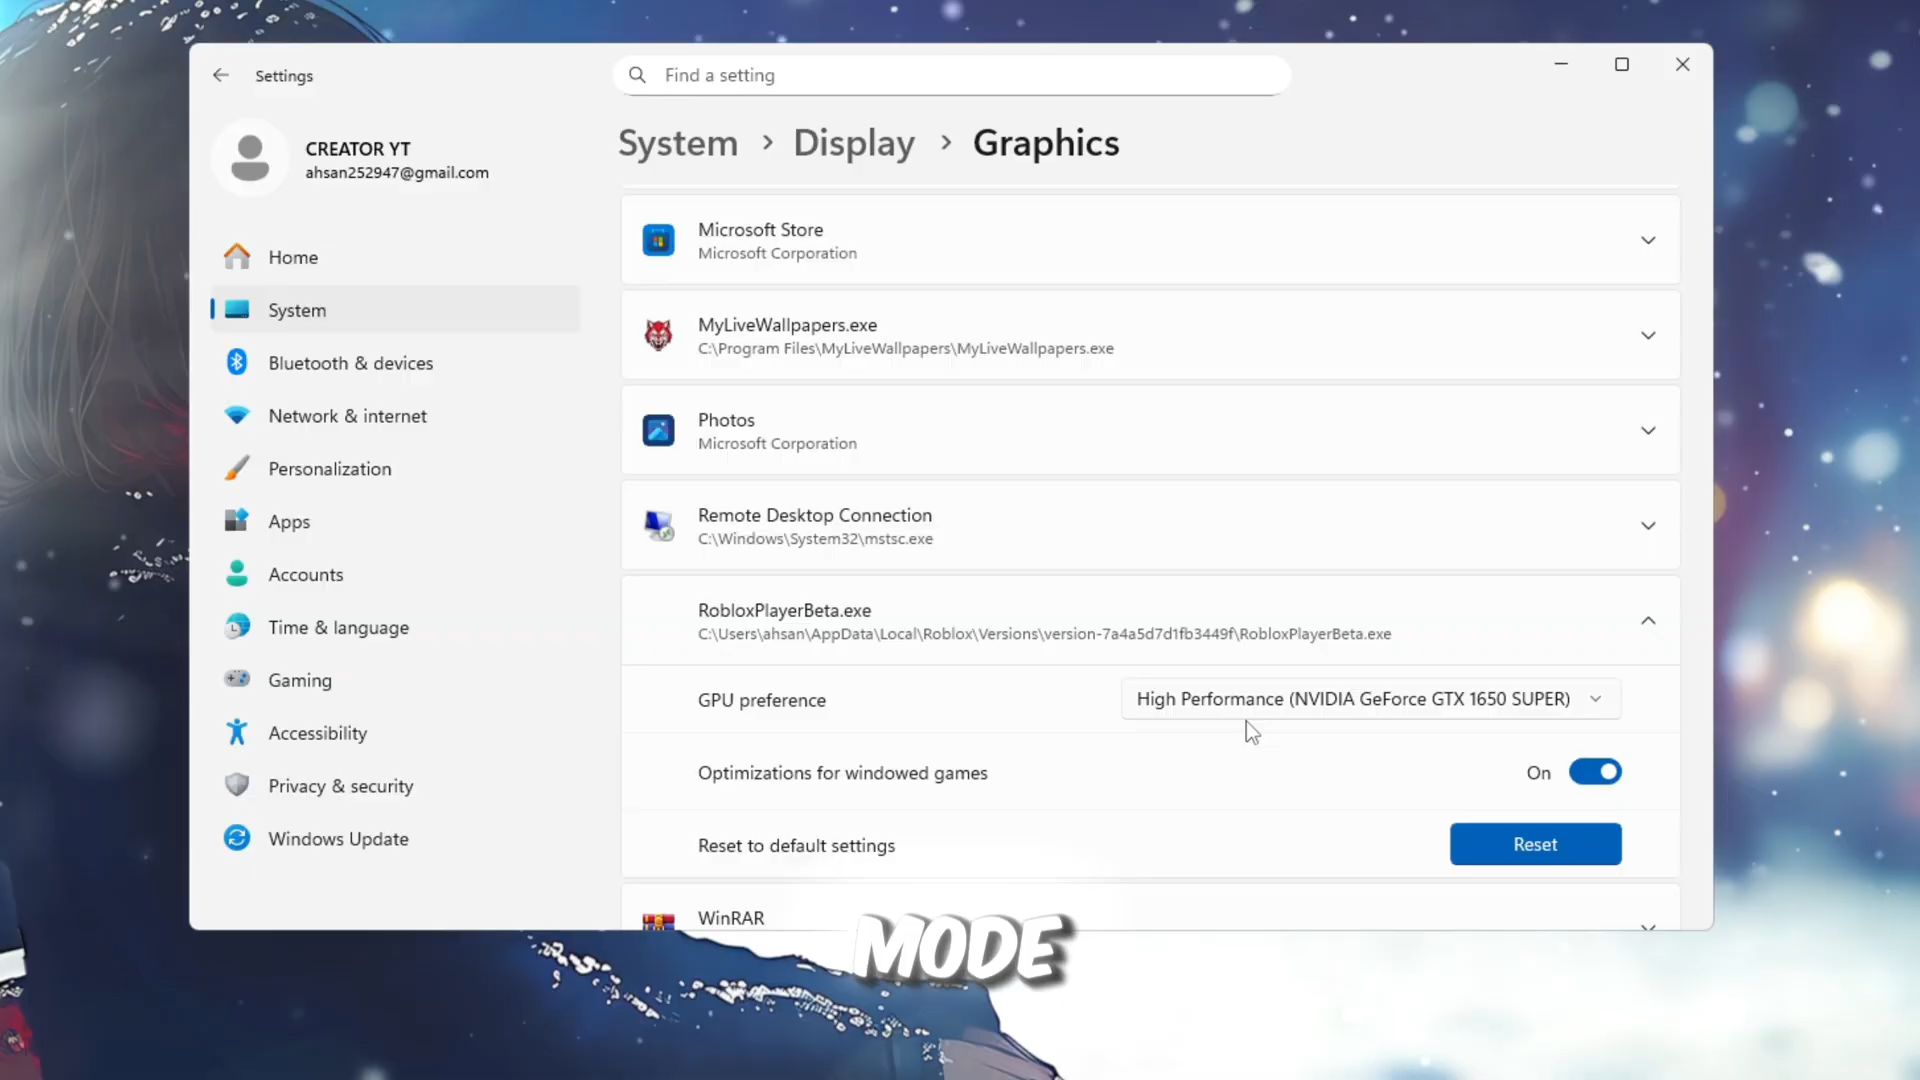 Settings
Find a setting
CREATOR YT
ahsan252947@gmail.com
Home
System
Bluetooth & devices
Network & internet
Personalization
Apps
Accounts
Time & language
Gaming
Accessibility
Privacy & security
Windows Update
System > Display > Graphics
Microsoft Store
Microsoft Corporation
MyLiveWallpapers.exe
C:\Program Files\MyLiveWallpapers\MyLiveWallpapers.exe
Photos
Microsoft Corporation
Remote Desktop Connection
C:\Windows\System32\mstsc.exe
RobloxPlayerBeta.exe
C:\Users\ahsan\AppData\Local\Roblox\Versions\version-7a4a5d7d1fb3449f\RobloxPlayerBeta.exe
GPU preference
High Performance (NVIDIA GeForce GTX 1650 SUPER)
Optimizations for windowed games
On
Reset to default settings
Reset
WinRAR
MODE